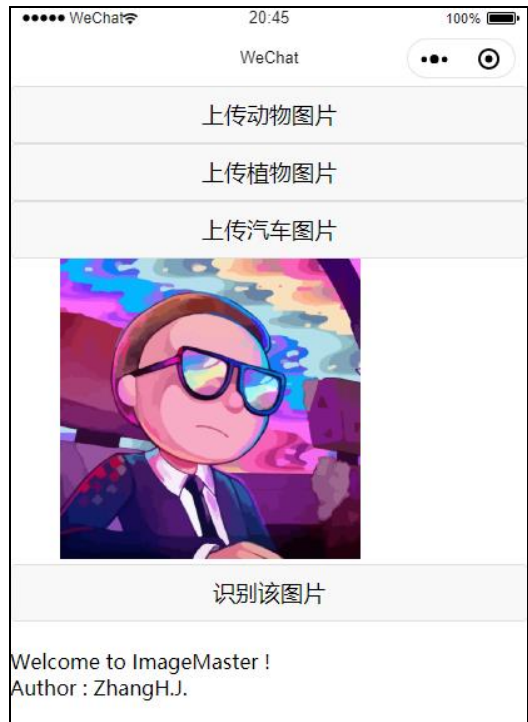 ●●●●● WeChat 20:45 100%
WeChat
上传动物图片
上传植物图片
上传汽车图片
识别该图片
Welcome to ImageMaster !
Author : ZhangH.J.